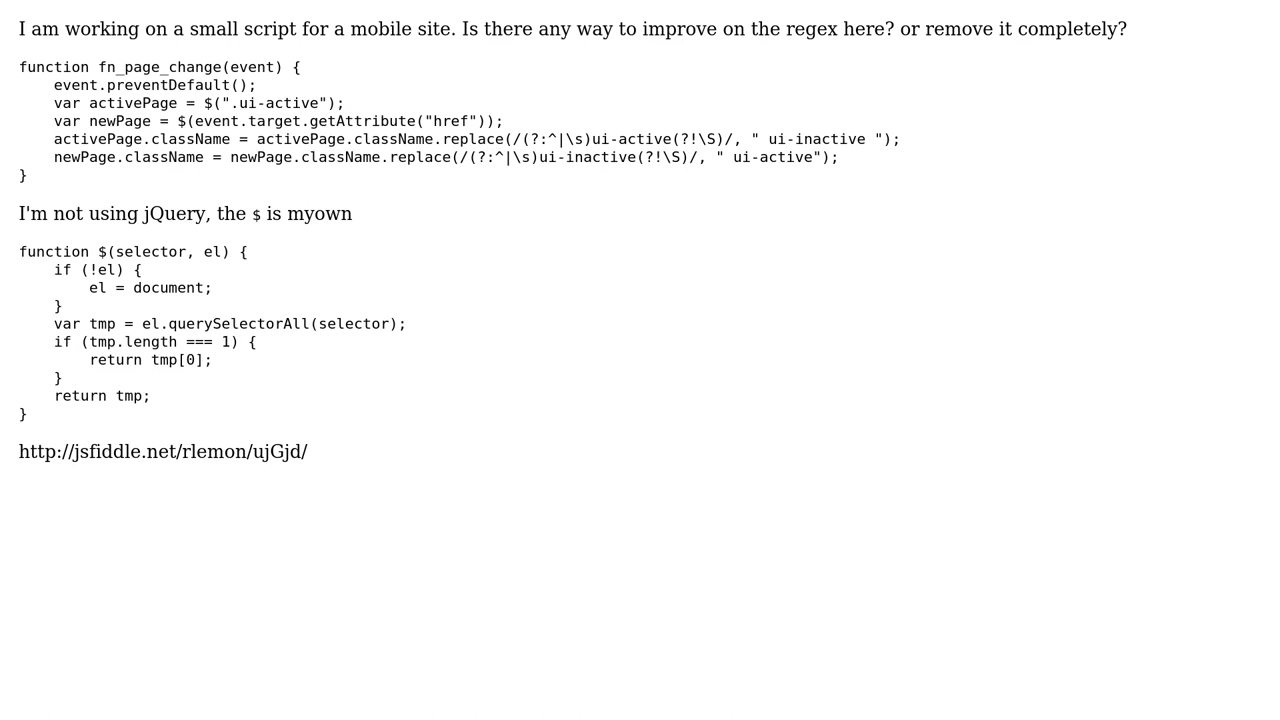 I am working on a small script for a mobile site. Is there any way to improve on the regex here? or remove it completely?
function fn_page_change(event) {
    event.preventDefault();
    var activePage = $(".ui-active");
    var newPage = $(event.target.getAttribute("href"));
    activePage.className = activePage.className.replace(/(?:^|\s)ui-active(?!\S)/, " ui-inactive ");
    newPage.className = newPage.className.replace(/(?:^|\s)ui-inactive(?!\S)/, " ui-active");
}
I'm not using jQuery, the $ is myown
function $(selector, el) {
    if (!el) {
        el = document;
    }
    var tmp = el.querySelectorAll(selector);
    if (tmp.length === 1) {
        return tmp[0];
    }
    return tmp;
}
http://jsfiddle.net/rlemon/ujGjd/